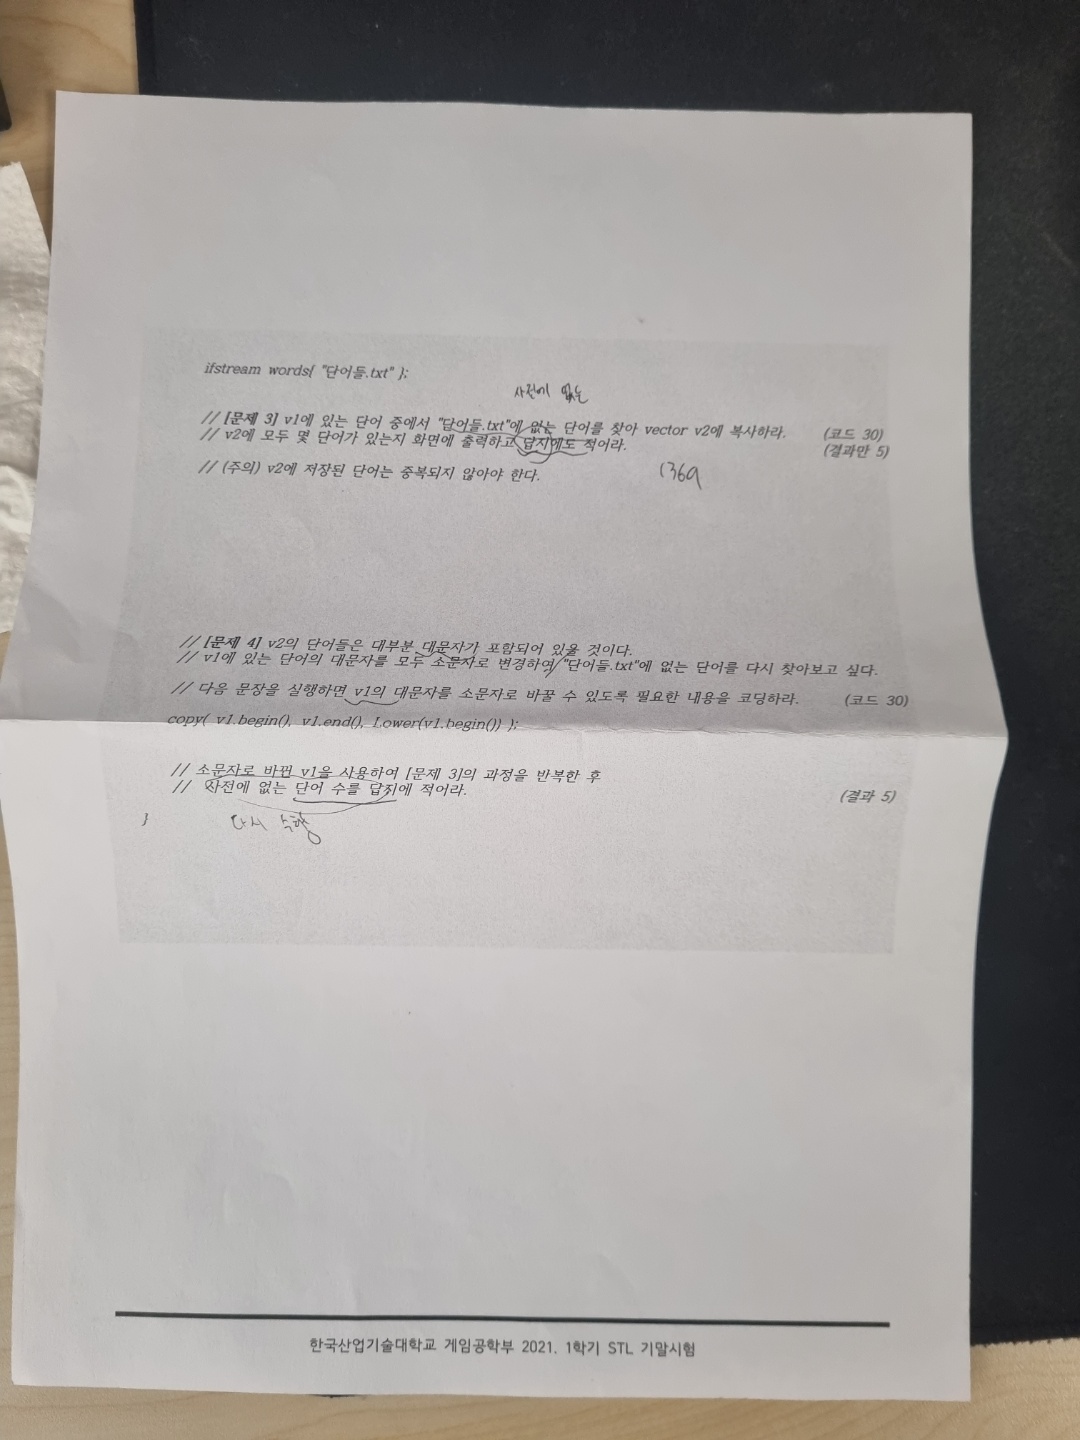 ifstream words{ "단어들.txt" };
사전에 없는
// [문제 3] v1에 있는 단어 중에서 "단어들.txt"에 없는 단어를 찾아 vector v2에 복사하라. (코드 30)
// v2에 모두 몇 단어가 있는지 화면에 출력하고 답지에도 적어라. (결과만 5)
// (주의) v2에 저장된 단어는 중복되지 않아야 한다.
1369
// [문제 4] v2의 단어들은 대부분 대문자가 포함되어 있을 것이다.
// v1에 있는 단어의 대문자를 모두 소문자로 변경하여 "단어들.txt"에 없는 단어를 다시 찾아보고 싶다.
// 다음 문장을 실행하면 v1의 대문자를 소문자로 바꿀 수 있도록 필요한 내용을 코딩하라. (코드 30)
copy( v1.begin(), v1.end(), Lower(v1.begin()) );
// 소문자로 바뀐 v1을 사용하여 [문제 3]의 과정을 반복한 후
// 사전에 없는 단어 수를 답지에 적어라. (결과 5)
}
다시 수행
한국산업기술대학교 게임공학부 2021. 1학기 STL 기말시험